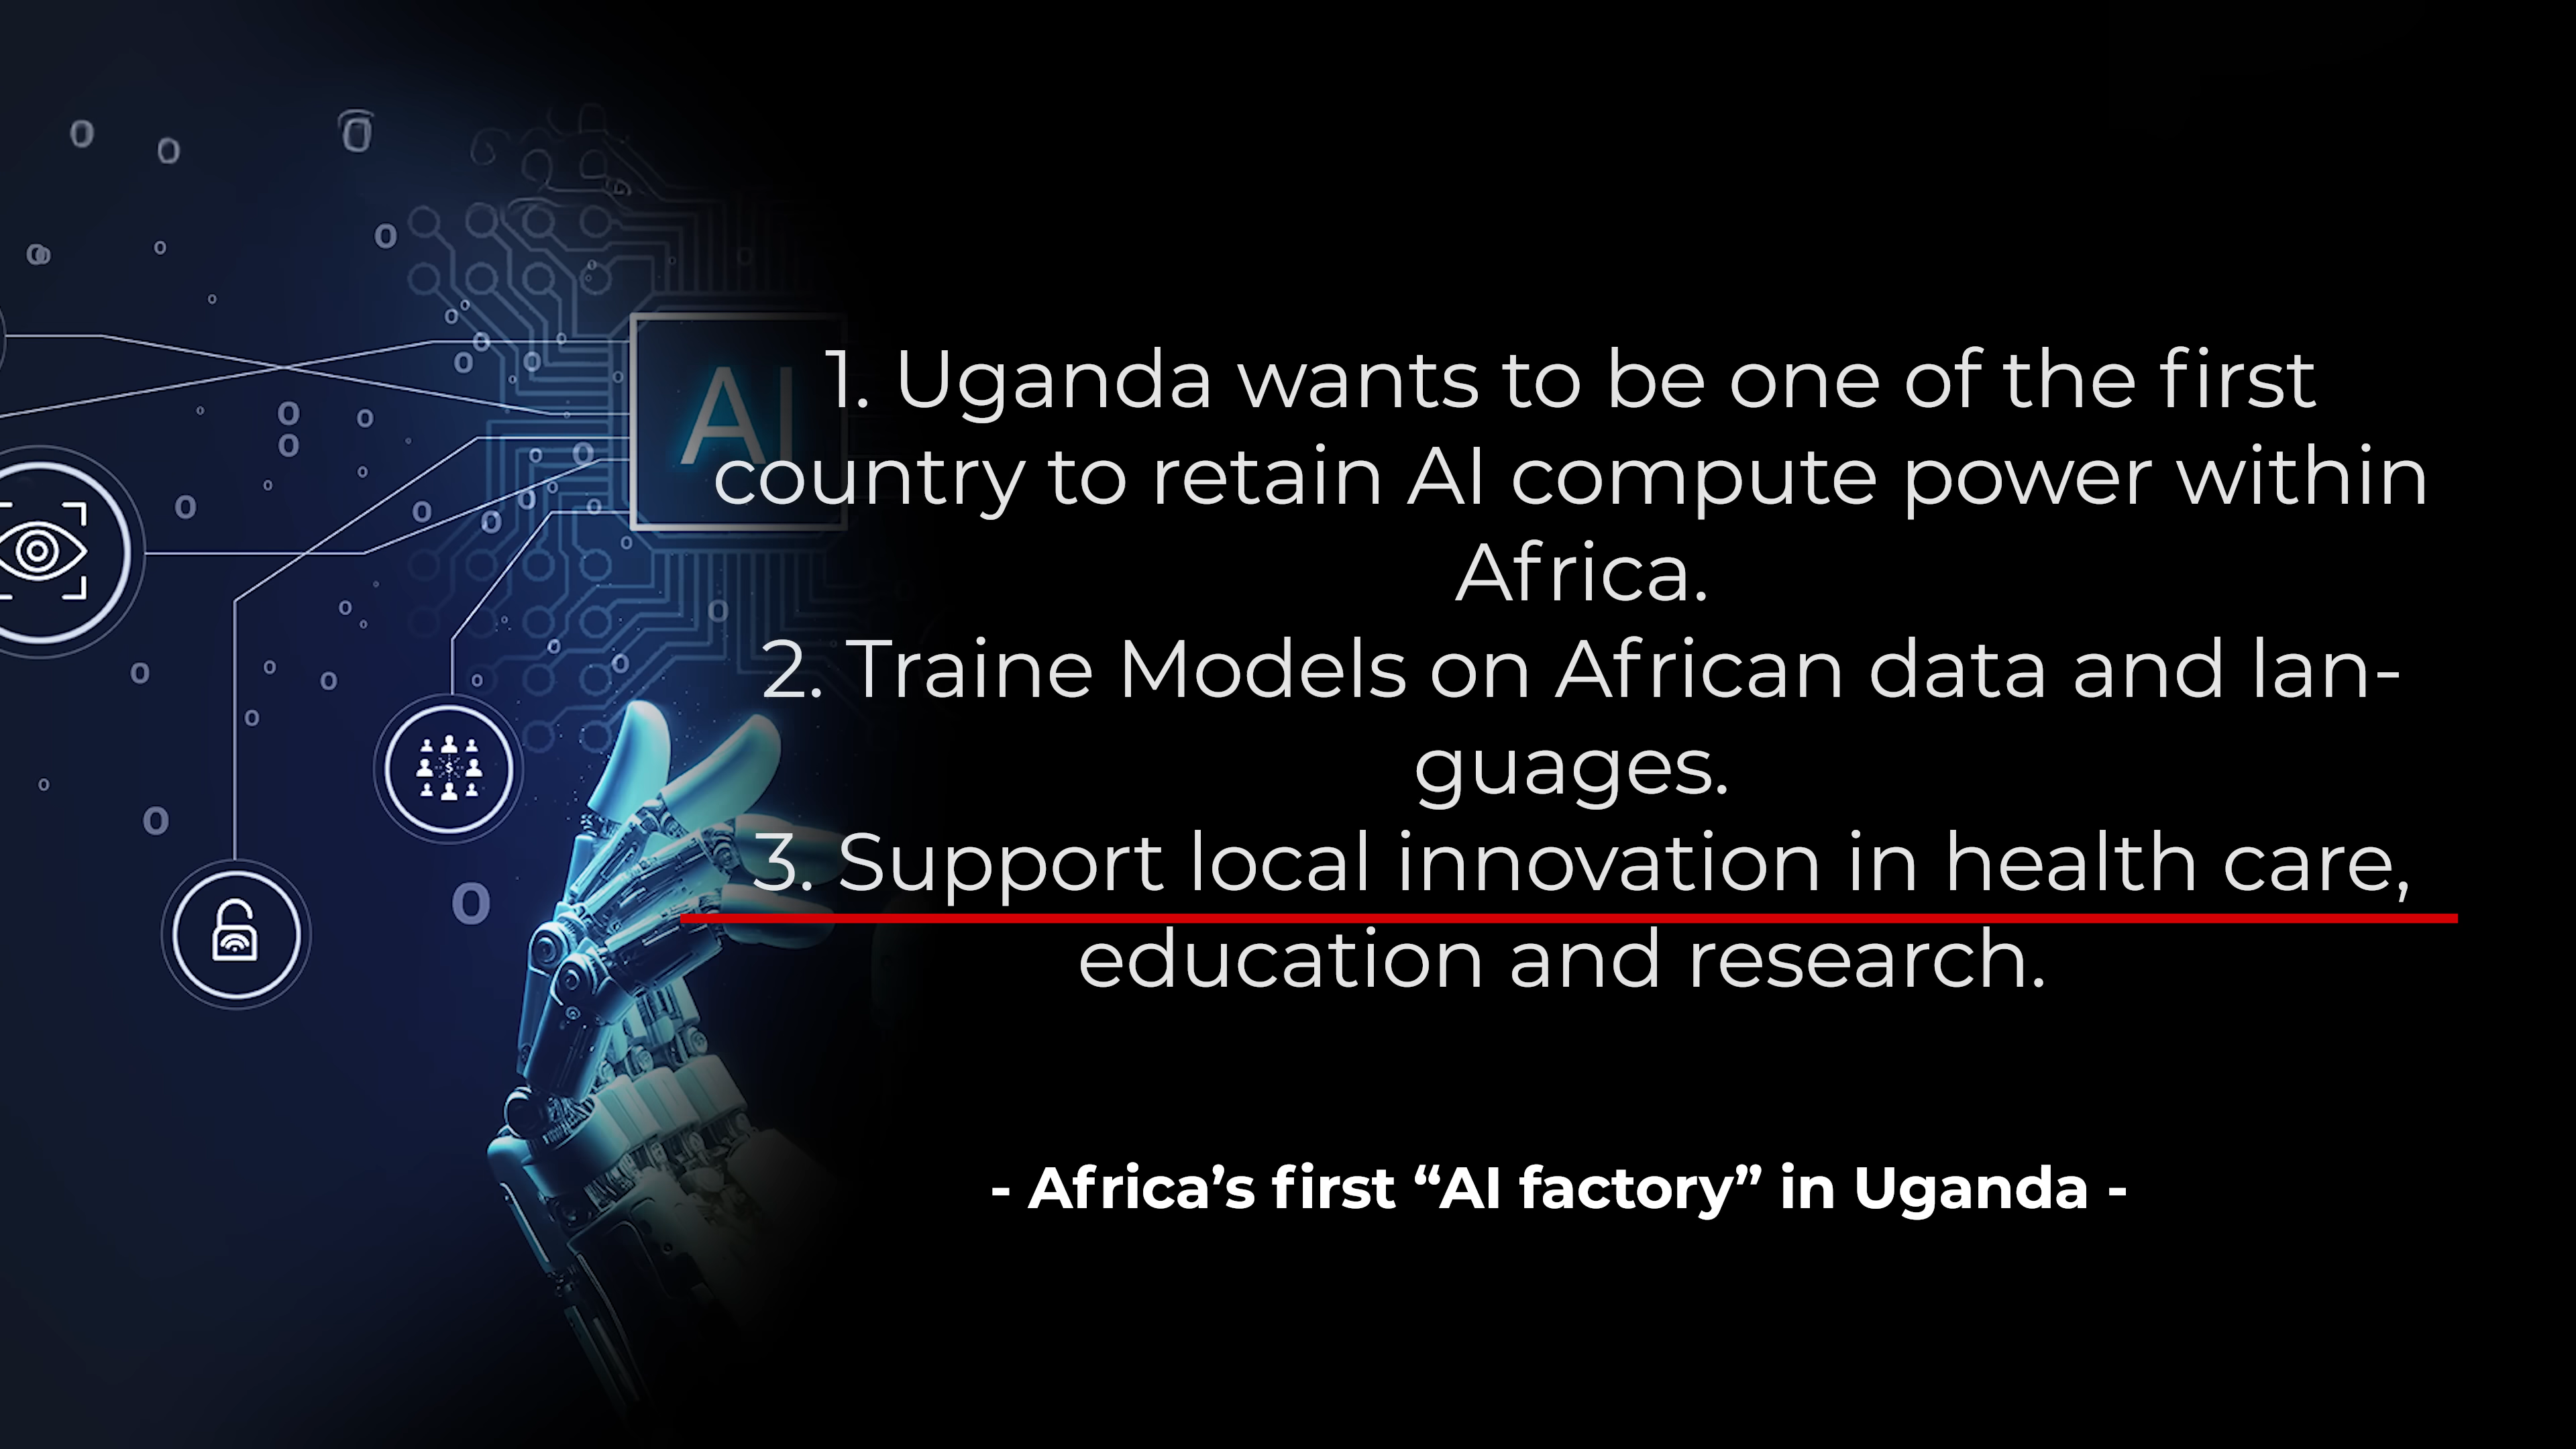 AI
1. Uganda wants to be one of the first
country to retain AI compute power within
Africa.
2. Traine Models on African data and lan-
guages.
3. Support local innovation in health care,
education and research.
- Africa’s first “AI factory” in Uganda -